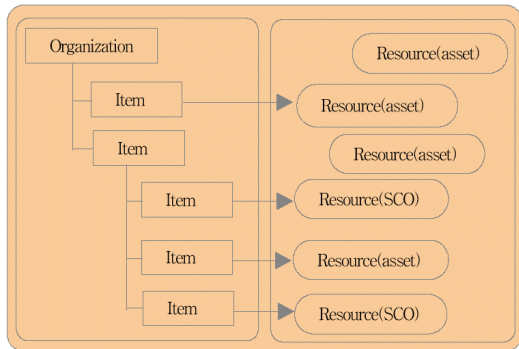 Organization
Resource(asset)
Item
Resource(asset)
Item
Resource(asset)
Item
Resource(SCO)
Item
Resource(asset)
Item
Resource(SCO)